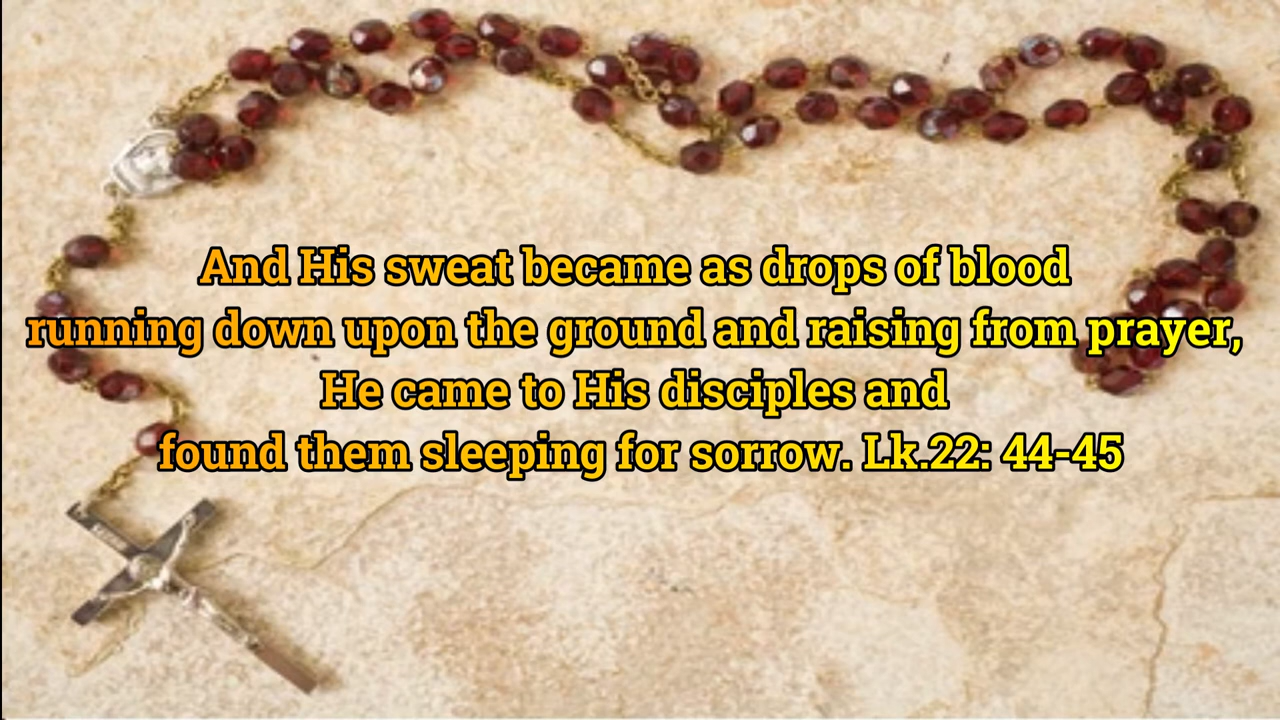 And His sweat became as drops of blood
running down upon the ground and raising from prayer,
He came to His disciples and
found them sleeping for sorrow. Lk.22: 44-45